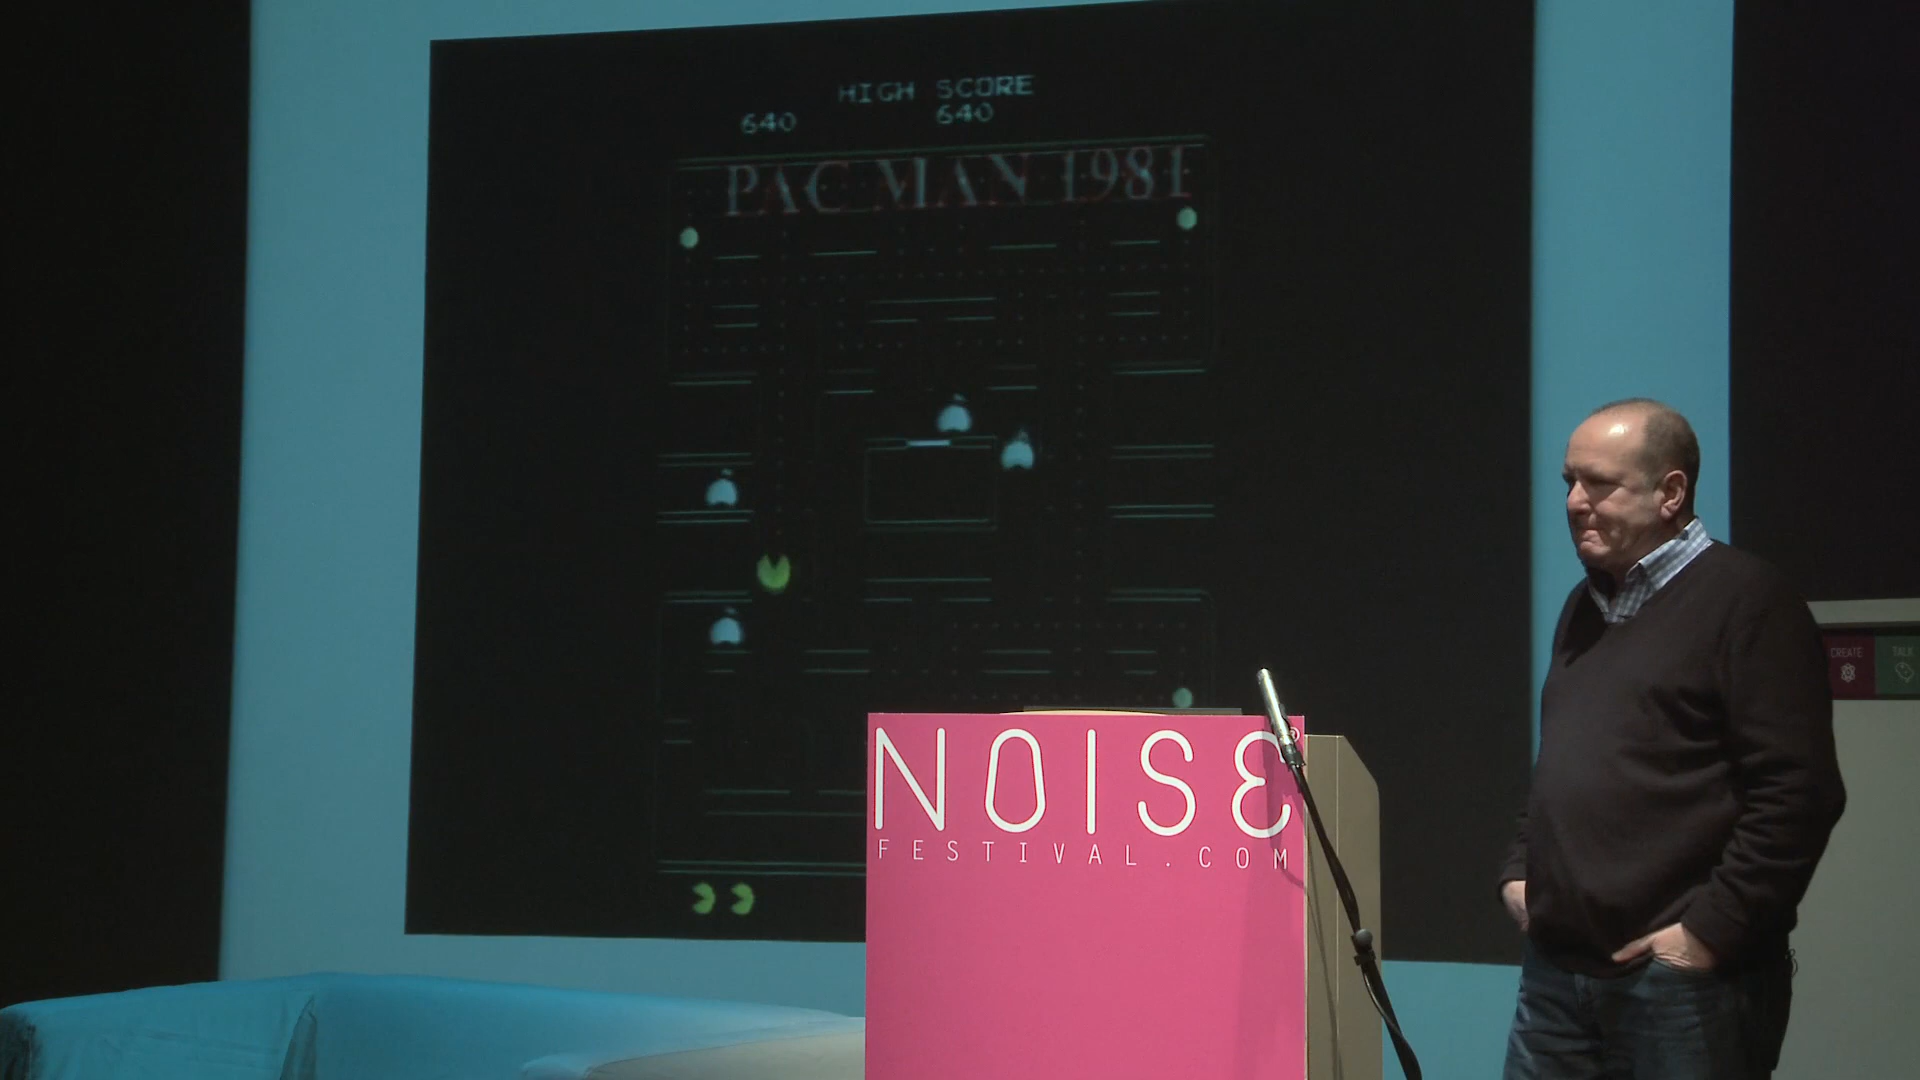 HIGH SCORE
640 640
PAC MAN 1981
CREATE TALK
NOISE®
FESTIVAL.COM